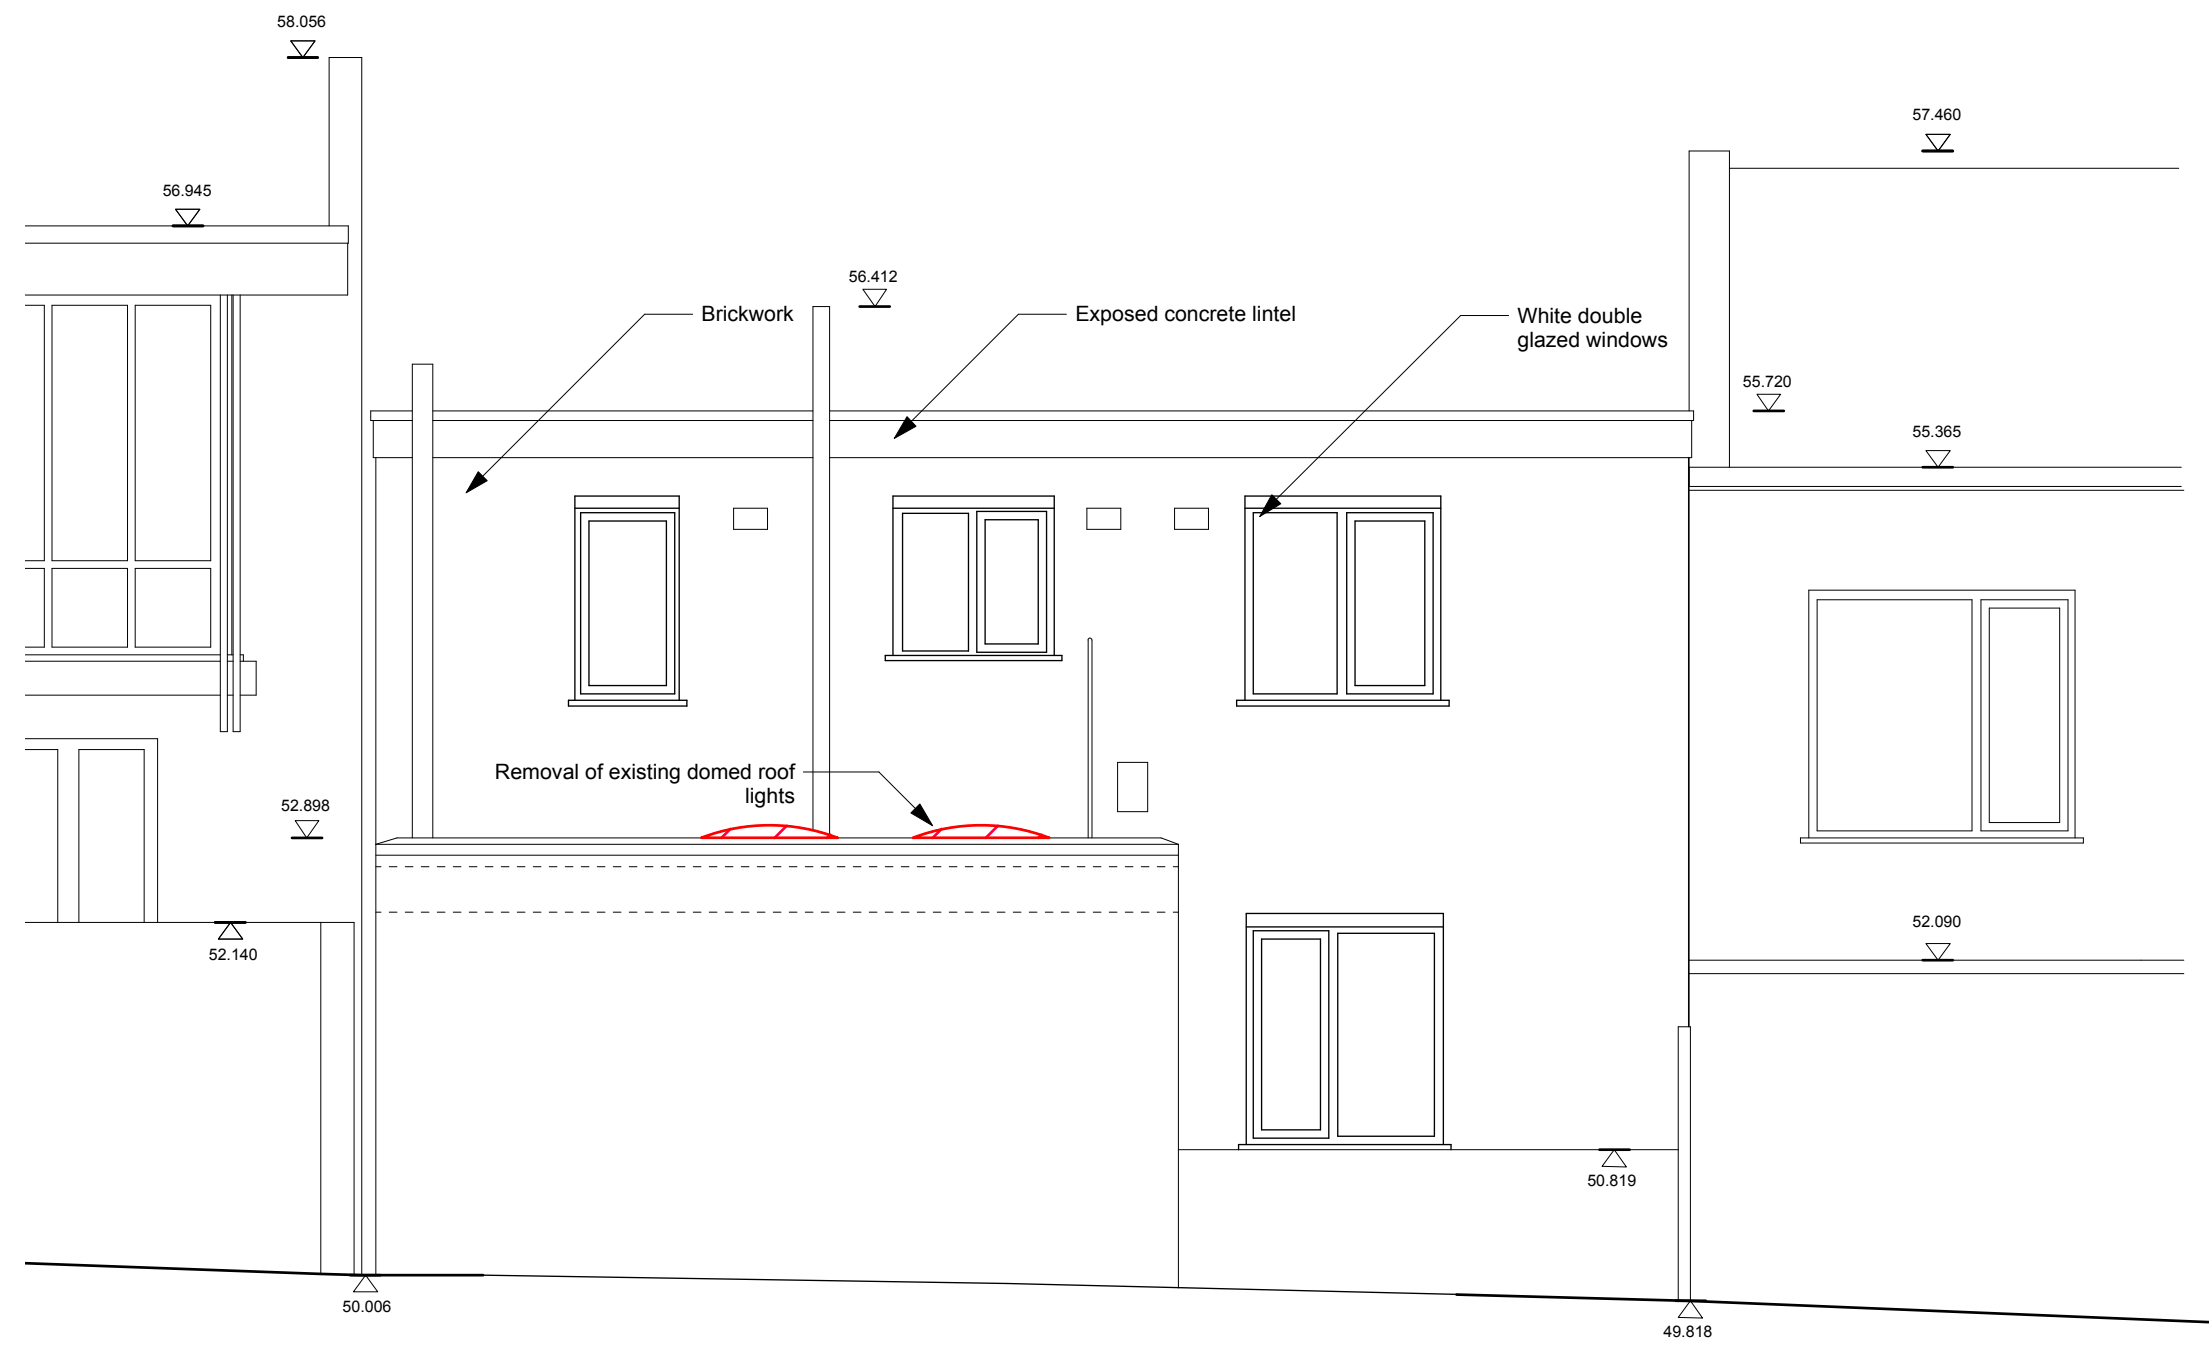 58.056
57.460
56.945
56.412
Brickwork
Exposed concrete lintel
White double
glazed windows
55.720
55.365
Removal of existing domed roof
lights
52.898
52.090
52.140
50.819
50.006
49.818